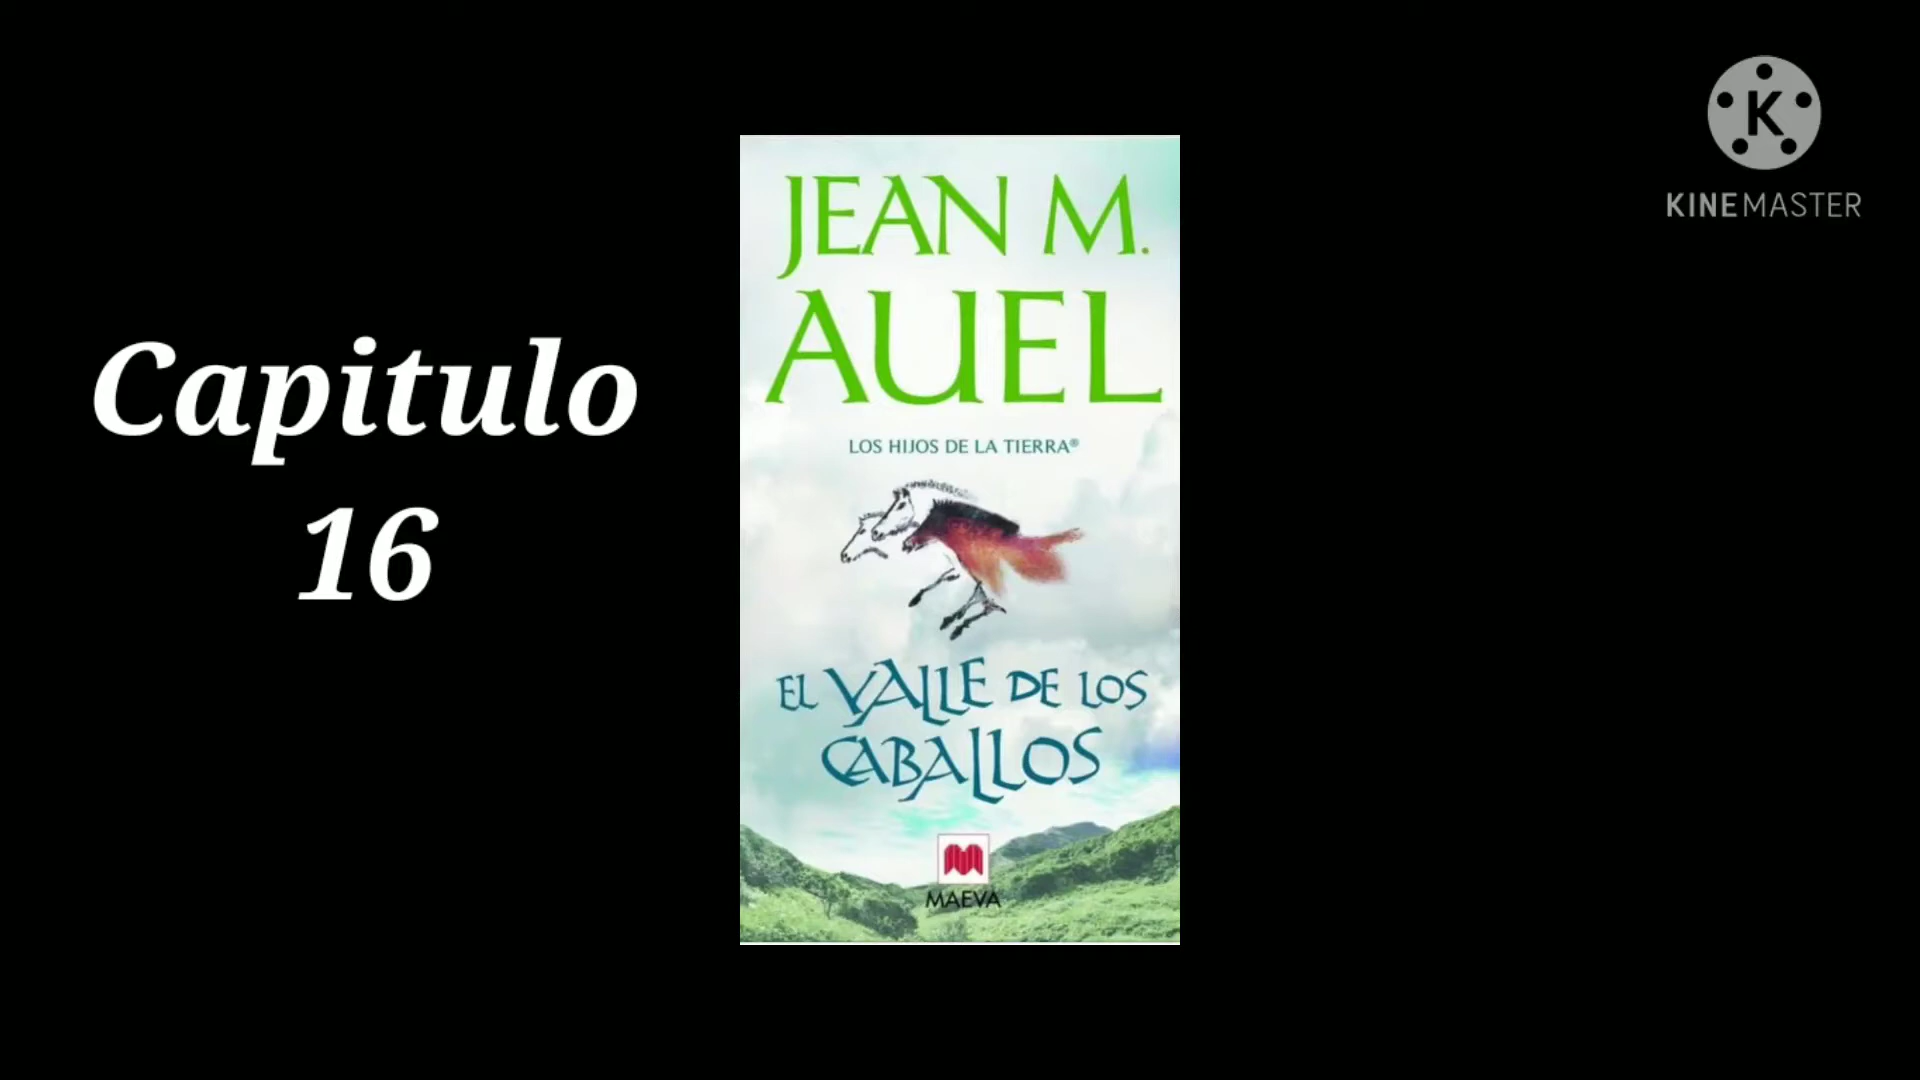 Capitulo
16
JEAN M.
AUEL
LOS HIJOS DE LA TIERRA®
EL VALLE DE LOS
CABALLOS
MAEVA
K
KINEMASTER